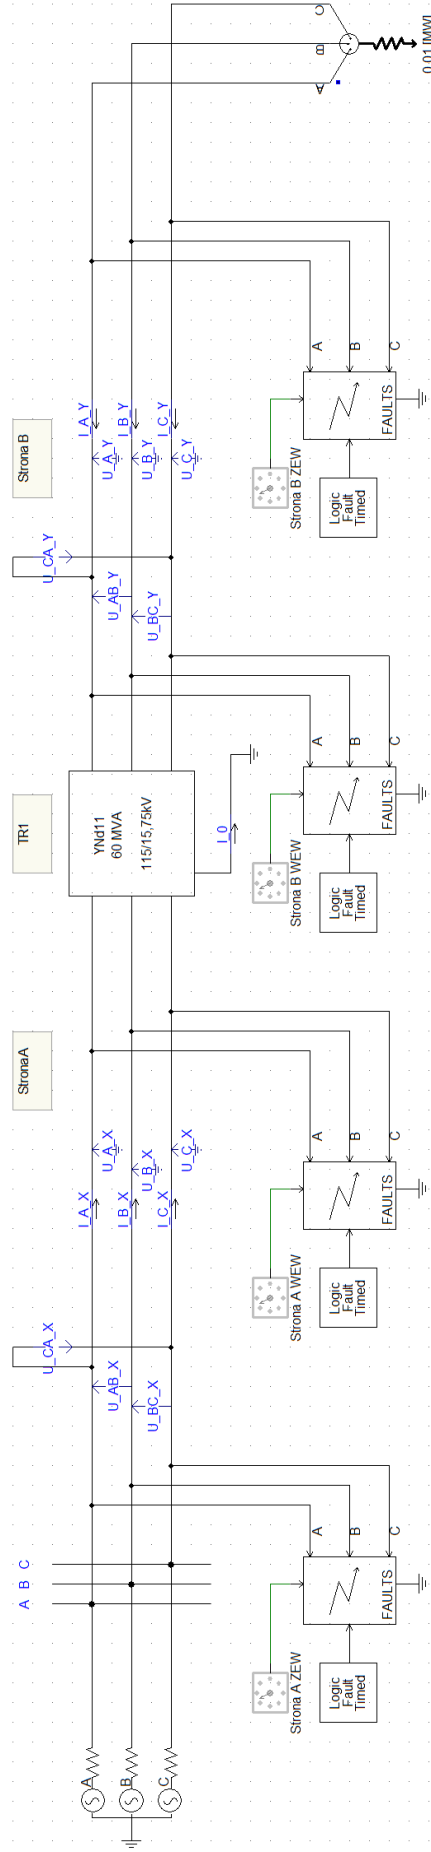 A
B
C
A B C
Strona A ZEW
Logic
Fault
Timed
FAULTS
A
B
C
U_AB_X
U_BC_X
U_CA_X
Strona A
I_A_X
I_B_X
I_C_X
U_A_X
U_B_X
U_C_X
Strona A WEW
Logic
Fault
Timed
FAULTS
A
B
C
TR1
YNd11
60 MVA
115/15,75kV
I_0
Strona B WEW
Logic
Fault
Timed
FAULTS
A
B
C
U_AB_Y
U_BC_Y
U_CA_Y
Strona B
I_A_Y
I_B_Y
I_C_Y
U_A_Y
U_B_Y
U_C_Y
Strona B ZEW
Logic
Fault
Timed
FAULTS
A
B
C
A
B
C
0.01 [MW]